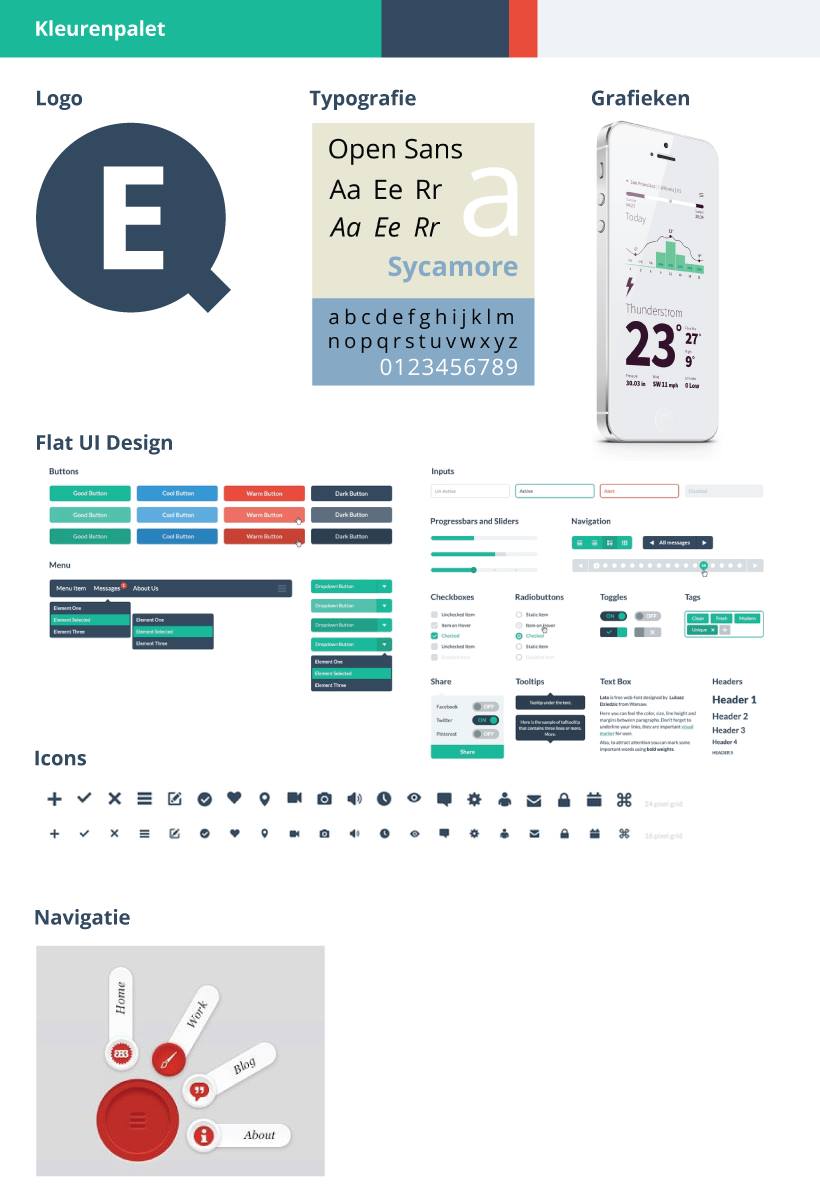 Kleurenpalet
Logo
Typografie
Grafieken
E
Open Sans
Aa Ee Rr
Aa Ee Rr
a
Sycamore
abcdefghijklm
nopqrstuvwxyz
0123456789
Today
Thunderstrom
23°
27°
9°
30.03 in
SW 11 mph
0 Low
Flat UI Design
Buttons
Good Button Cool Button Warm Button Dark Button
Good Button Cool Button Warm Button Dark Button
Good Button Cool Button Warm Button Dark Button
Menu
Menu Item Messages About Us
Element One
Element Selected
Element Three
Element One
Element Selected
Element Three
Dropdown Button
Dropdown Button
Dropdown Button
Dropdown Button
Element One
Element Selected
Element Three
Inputs
Active
Alert
Disabled
Progressbars and Sliders
Navigation
All messages
Checkboxes
Unchecked Item
Item on Hover
Checked
Unchecked Item
Radiobuttons
Static Item
Item on Hover
Checked
Static Item
Toggles
ON OFF
Tags
Clean Fresh Modern
Unique
Share
Facebook OFF
Twitter ON
Pinterest OFF
Share
Tooltips
Tooltip under the text.
Here is the sample of tall tooltip
that contains three lines or more.
More.
Text Box
Lato is free web-font designed by Lukasz
Dziedzic from Warsaw.
Here you can feel the color, size, line height and
margins between paragraphs. Don't forget to
underline your links, they are important visual
marker for user.
Also, to attract attention you can mark some
important words using bold weights.
Headers
Header 1
Header 2
Header 3
Header 4
HEADER 5
Icons
24 pixel grid
16 pixel grid
Navigatie
Home
Work
Blog
About